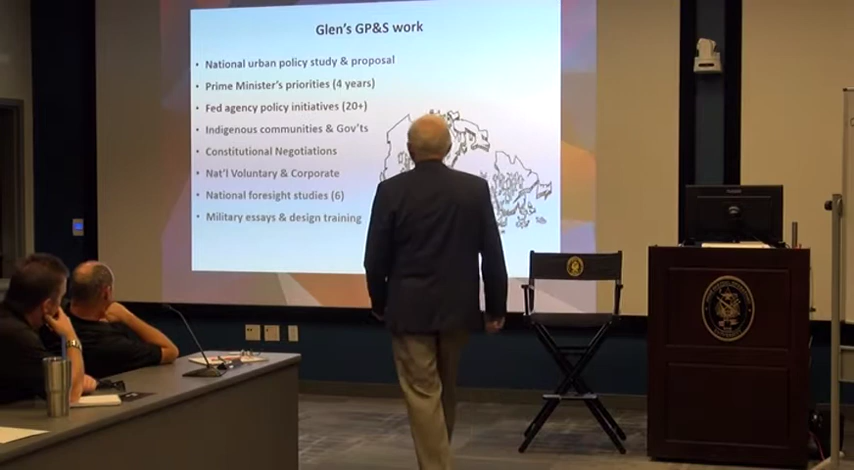 Glen's GP&S work
• National urban policy study & proposal
• Prime Minister's priorities (4 years)
• Fed agency policy initiatives (20+)
• Indigenous communities & Gov'ts
• Constitutional Negotiations
• Nat'l Voluntary & Corporate
• National foresight studies (6)
• Military essays & design training